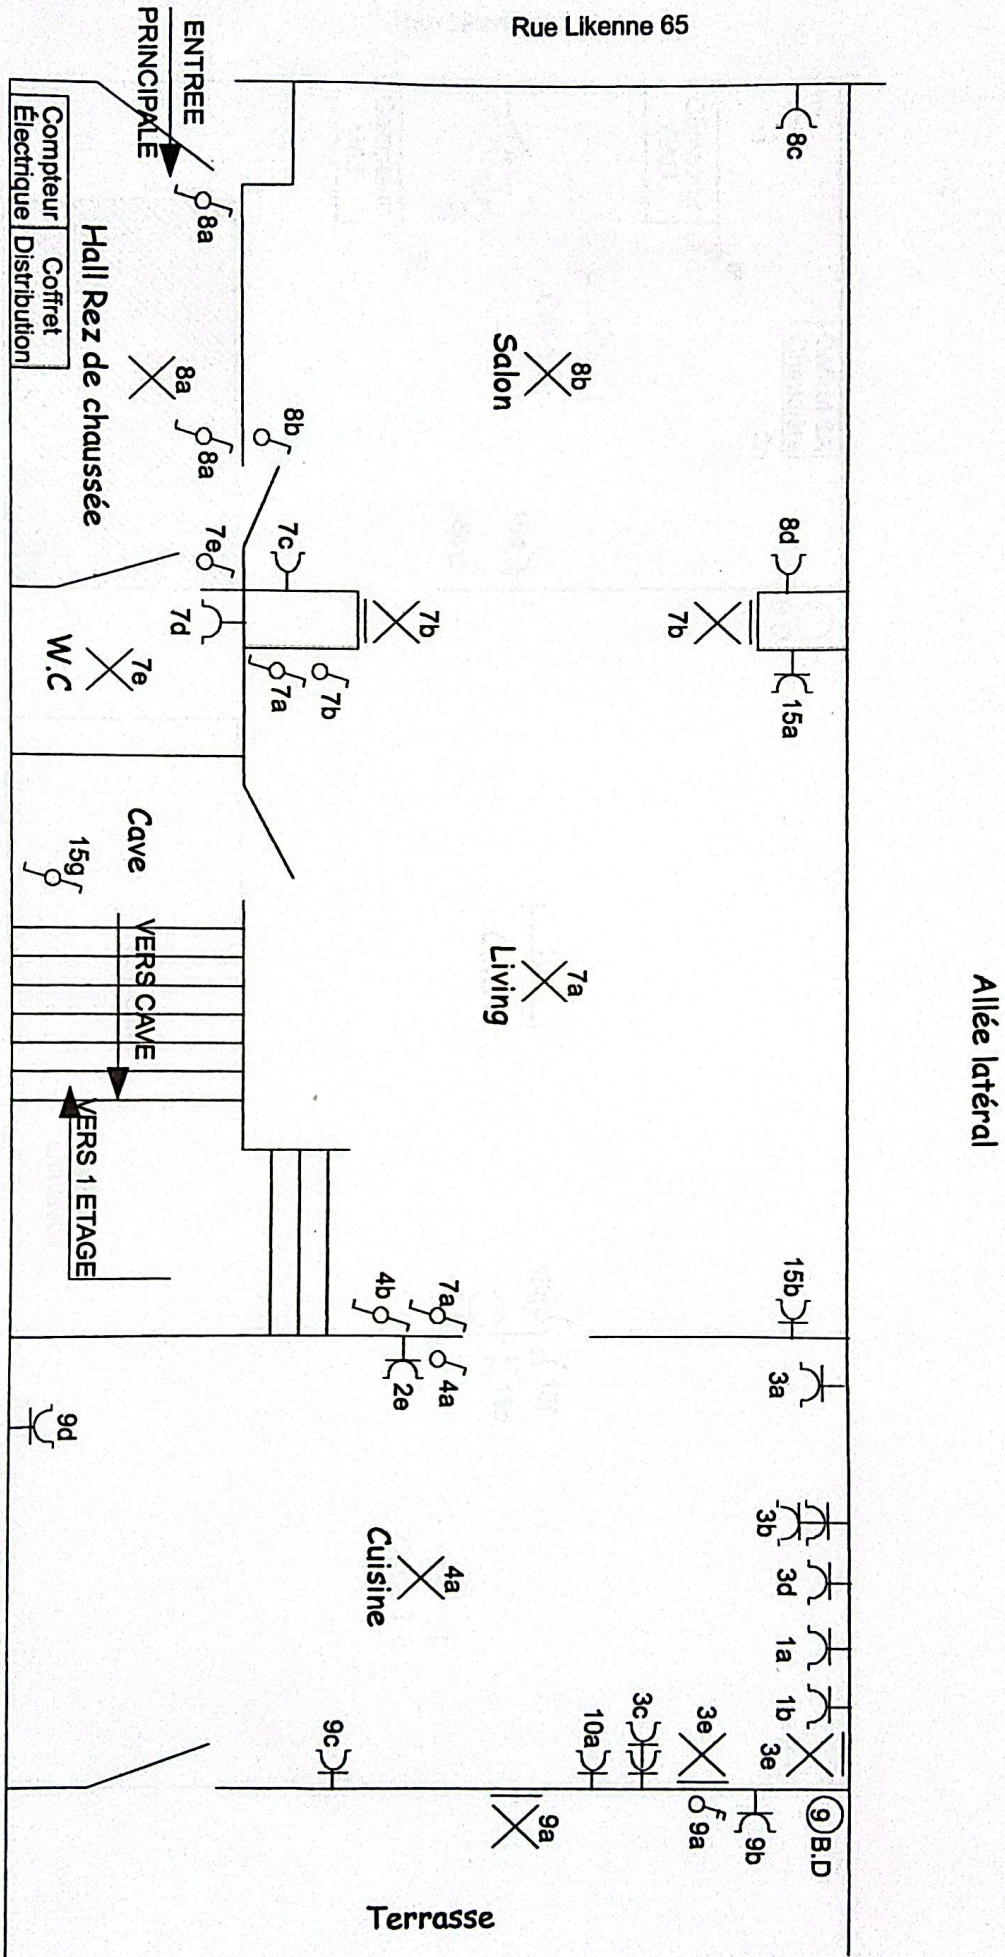 Rue Likenne 65
Allée latéral
ENTREE
PRINCIPALE
Compteur
Électrique
Coffret
Distribution
Hall Rez de chaussée
8a
8a
8a
8b
8b
Salon
8c
8d
7c
7d
7e
7e
W.C
7b
7b
7b
7a
15a
7a
Living
Cave
15g
VERS CAVE
VERS 1 ETAGE
15b
7a
4b
4a
2e
3a
9d
3b
3d
1a
1b
3e
4a
Cuisine
9c
10a
3c
3e
9a
9b
9 B.D
9a
Terrasse